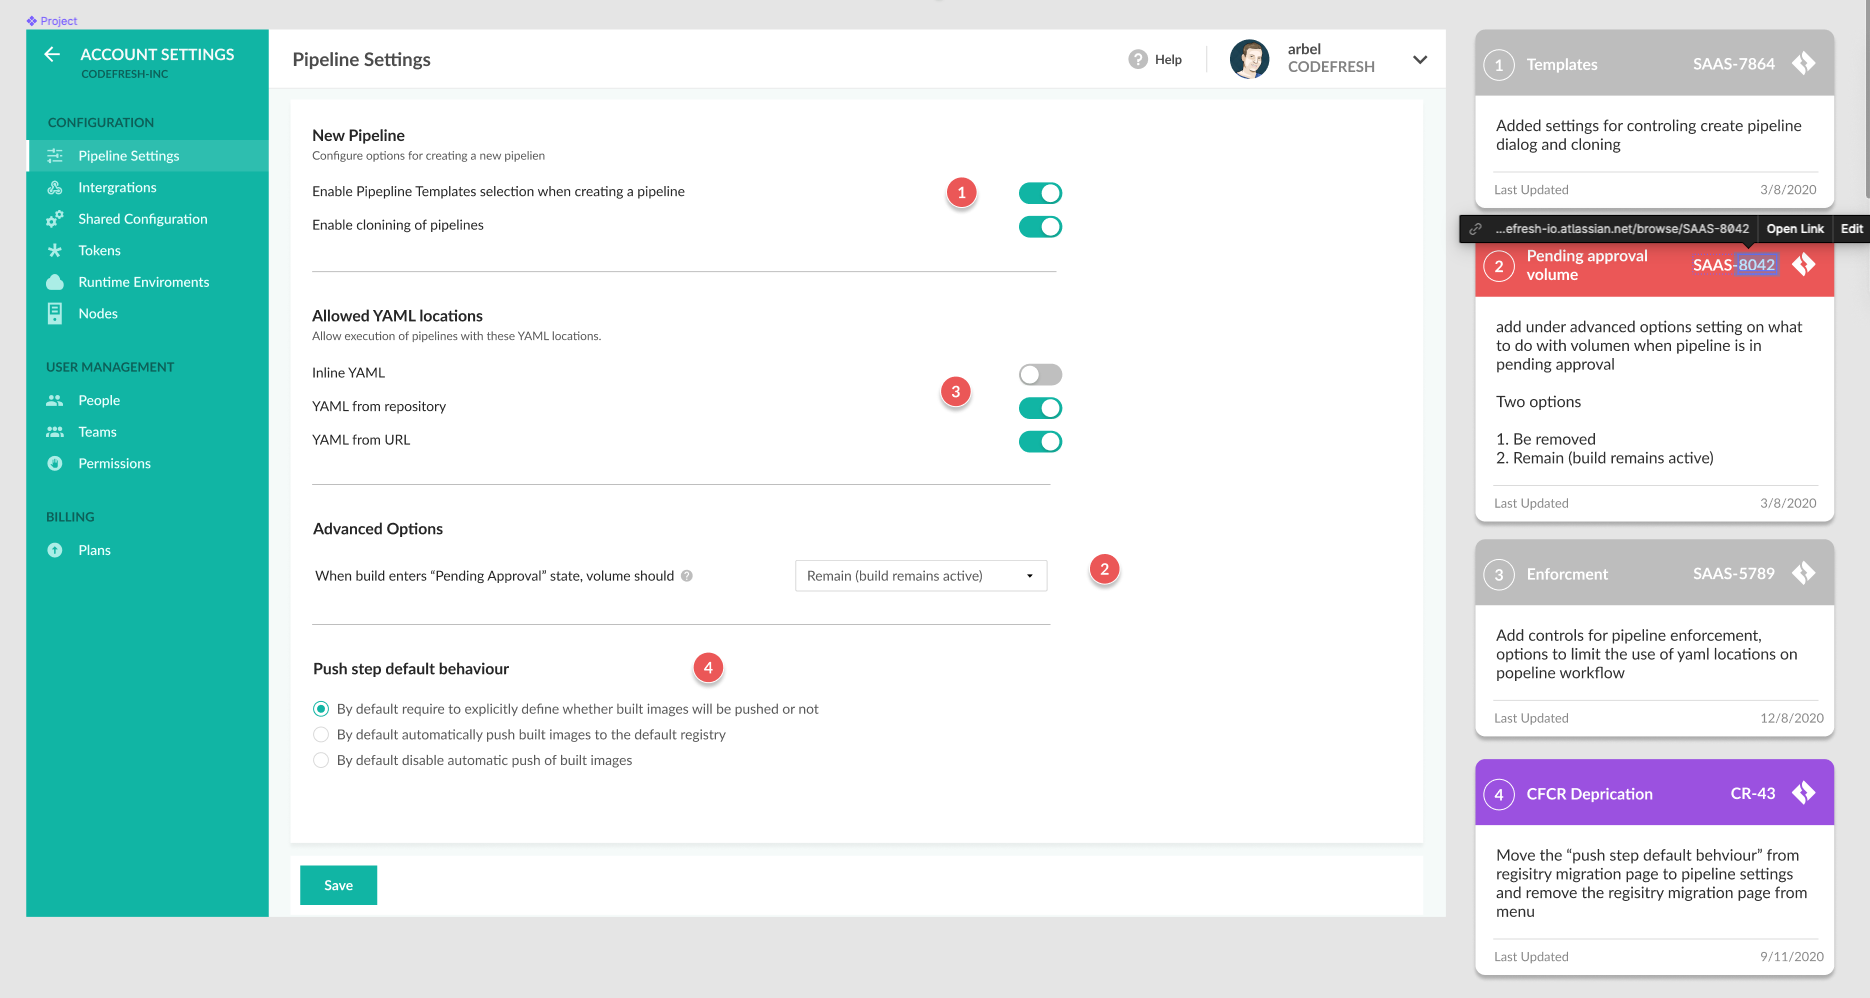 Project
ACCOUNT SETTINGS
CODEFRESH-INC
CONFIGURATION
Pipeline Settings
Intergrations
Shared Configuration
Tokens
Runtime Enviroments
Nodes
USER MANAGEMENT
People
Teams
Permissions
BILLING
Plans
Pipeline Settings
? Help
arbel
CODEFRESH
New Pipeline
Configure options for creating a new pipelien
Enable Pipepline Templates selection when creating a pipeline
1
Enable clonining of pipelines
Allowed YAML locations
Allow execution of pipelines with these YAML locations.
Inline YAML
3
YAML from repository
YAML from URL
Advanced Options
When build enters “Pending Approval” state, volume should ?
Remain (build remains active)
2
Push step default behaviour
4
By default require to explicitly define whether built images will be pushed or not
By default automatically push built images to the default registry
By default disable automatic push of built images
Save
1 Templates SAAS-7864
Added settings for controling create pipeline
dialog and cloning
Last Updated 3/8/2020
...efresh-io.atlassian.net/browse/SAAS-8042 Open Link Edit
2 Pending approval
volume
SAAS-8042
add under advanced options setting on what
to do with volumen when pipeline is in
pending approval
Two options
1. Be removed
2. Remain (build remains active)
Last Updated 3/8/2020
3 Enforcment SAAS-5789
Add controls for pipeline enforcement,
options to limit the use of yaml locations on
popeline workflow
Last Updated 12/8/2020
4 CFCR Deprication CR-43
Move the “push step default behviour” from
regisitry migration page to pipeline settings
and remove the regisitry migration page from
menu
Last Updated 9/11/2020